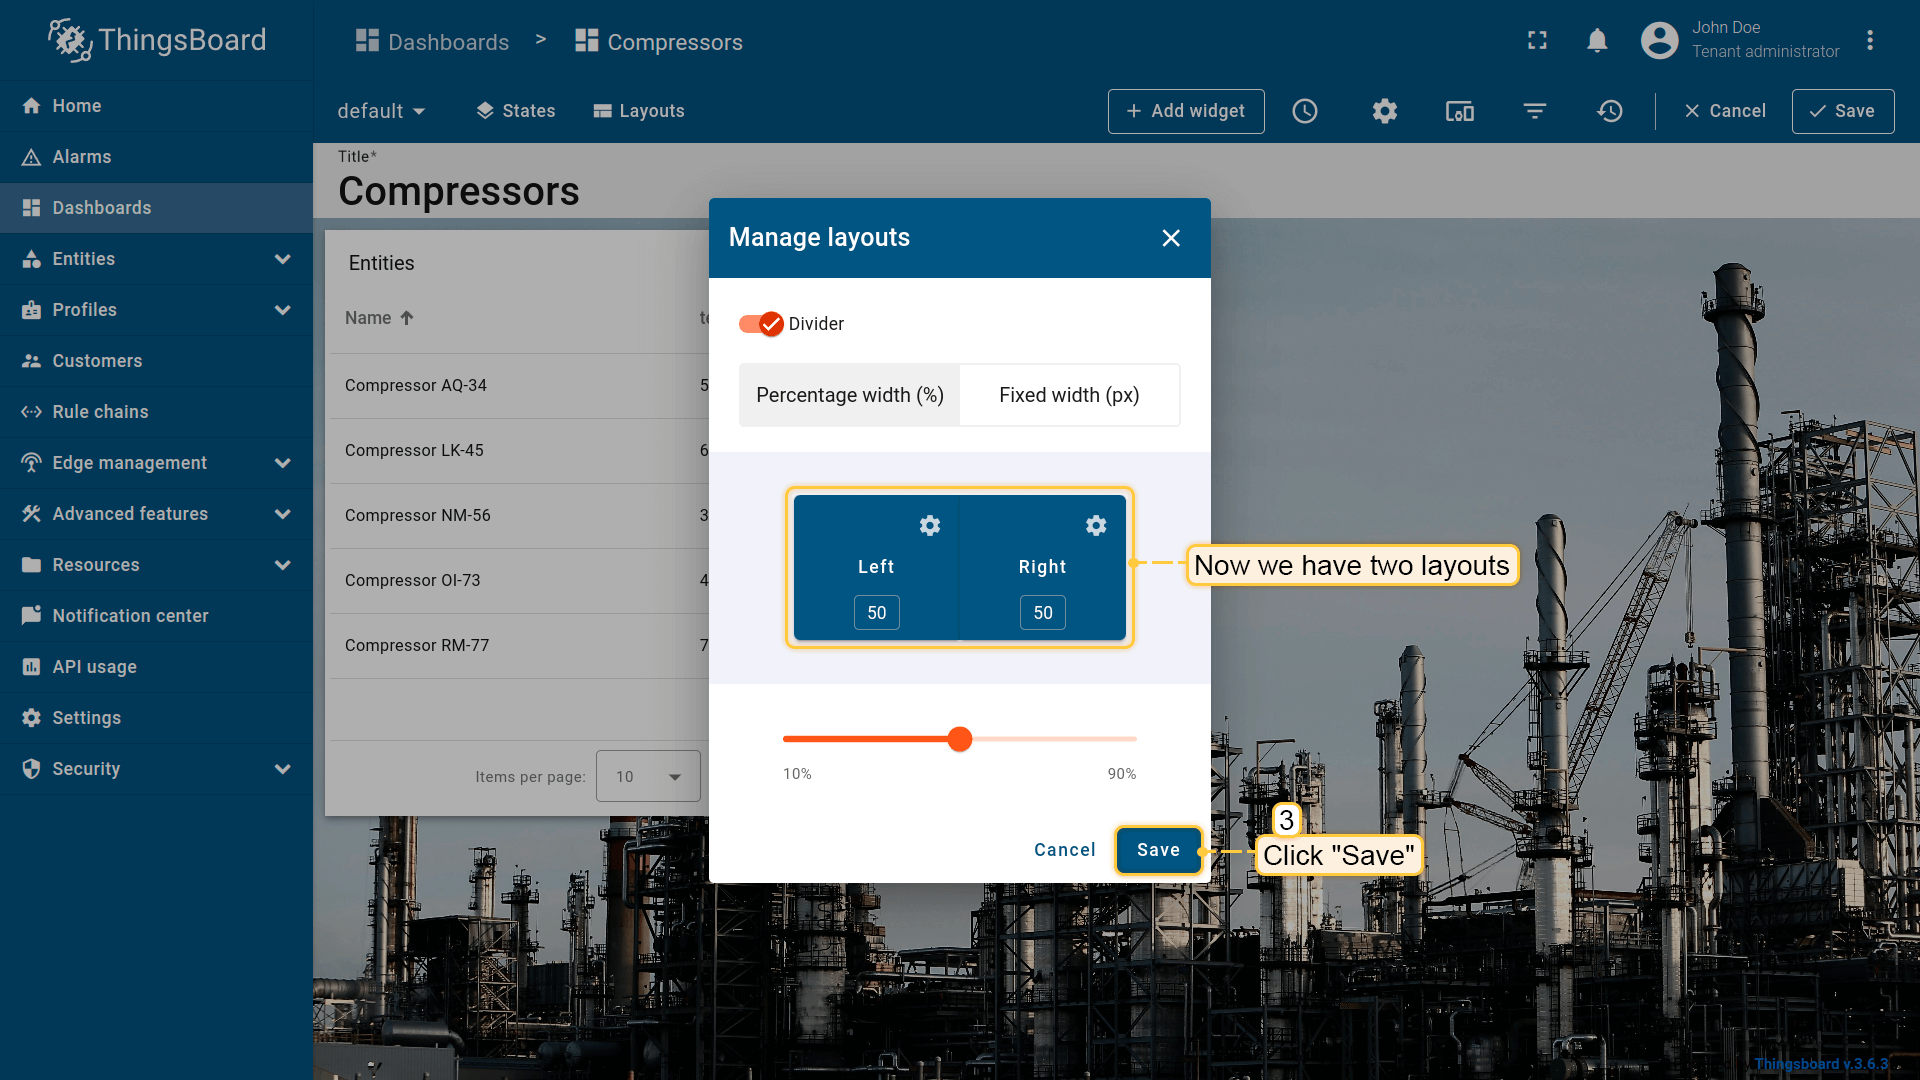 ThingsBoard
Dashboards > Compressors
John Doe
Tenant administrator
Home
Alarms
Dashboards
Entities
Profiles
Customers
Rule chains
Edge management
Advanced features
Resources
Notification center
API usage
Settings
Security
default
States
Layouts
+ Add widget
Cancel
Save
Title*
Compressors
Entities
Name
te
Compressor AQ-34
5
Compressor LK-45
6
Compressor NM-56
3
Compressor OI-73
4
Compressor RM-77
7
Items per page: 10
Manage layouts
Divider
Percentage width (%)
Fixed width (px)
Left
Right
50
50
Now we have two layouts
10%
90%
Cancel
Save
3
Click "Save"
Thingsboard v.3.6.3